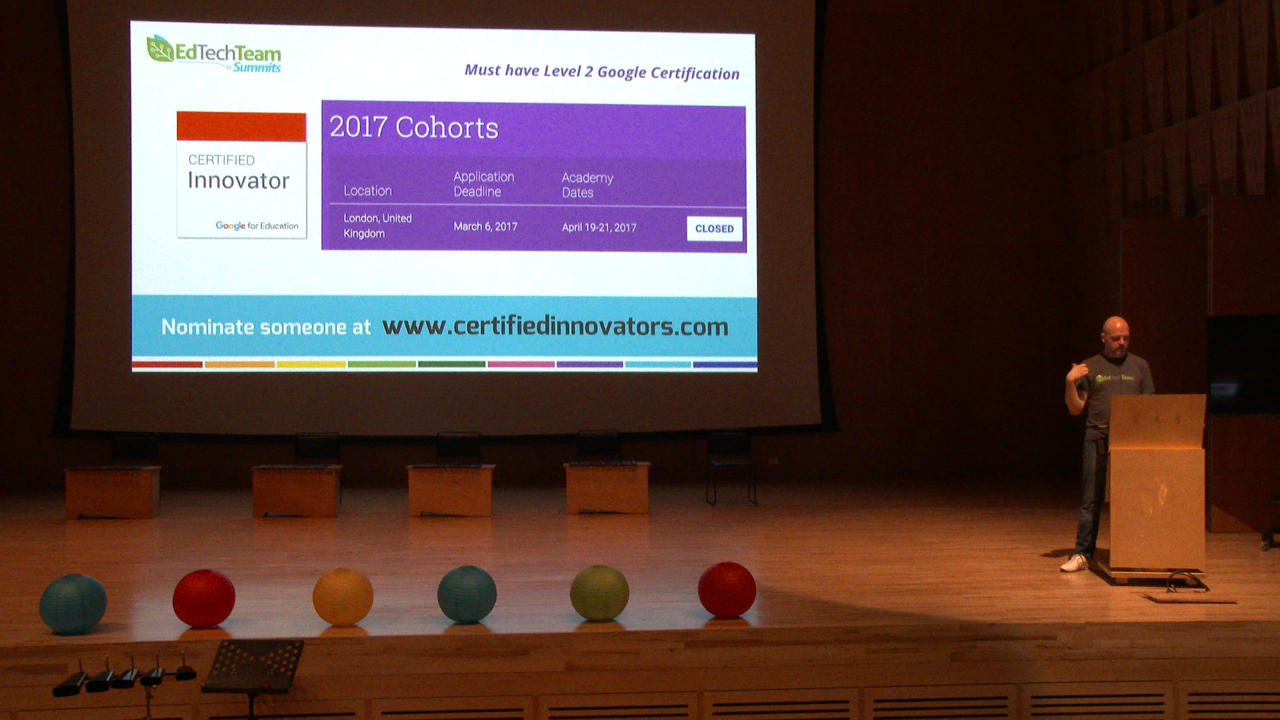 EdTechTeam
Summits
Must have Level 2 Google Certification
CERTIFIED
Innovator
Google for Education
2017 Cohorts
Location
Application
Deadline
Academy
Dates
London, United
Kingdom
March 6, 2017
April 19-21, 2017
CLOSED
Nominate someone at www.certifiedinnovators.com
EdTechTeam